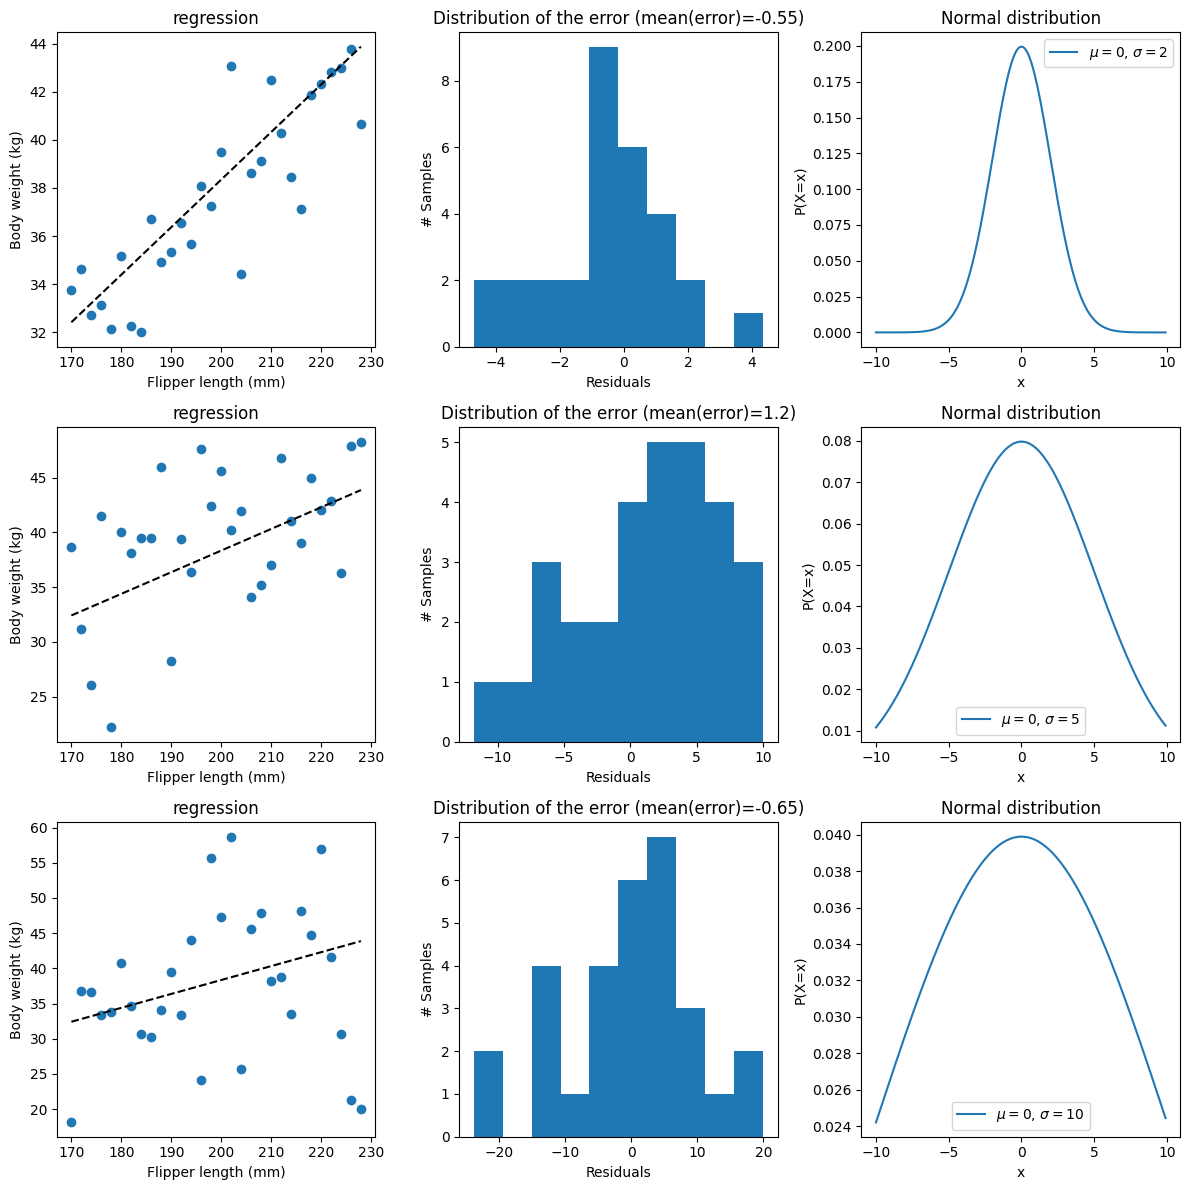 regression
Body weight (kg)
44
42
40
38
36
34
32
170 180 190 200 210 220 230
Flipper length (mm)
Distribution of the error (mean(error)=-0.55)
# Samples
8
6
4
2
0
−4 −2 0 2 4
Residuals
Normal distribution
P(X=x)
0.200
0.175
0.150
0.125
0.100
0.075
0.050
0.025
0.000
μ = 0, σ = 2
−10 −5 0 5 10
x
regression
Body weight (kg)
45
40
35
30
25
170 180 190 200 210 220 230
Flipper length (mm)
Distribution of the error (mean(error)=1.2)
# Samples
5
4
3
2
1
0
−10 −5 0 5 10
Residuals
Normal distribution
P(X=x)
0.08
0.07
0.06
0.05
0.04
0.03
0.02
0.01
μ = 0, σ = 5
−10 −5 0 5 10
x
regression
Body weight (kg)
60
55
50
45
40
35
30
25
20
170 180 190 200 210 220 230
Flipper length (mm)
Distribution of the error (mean(error)=-0.65)
# Samples
7
6
5
4
3
2
1
0
−20 −10 0 10 20
Residuals
Normal distribution
P(X=x)
0.040
0.038
0.036
0.034
0.032
0.030
0.028
0.026
0.024
μ = 0, σ = 10
−10 −5 0 5 10
x